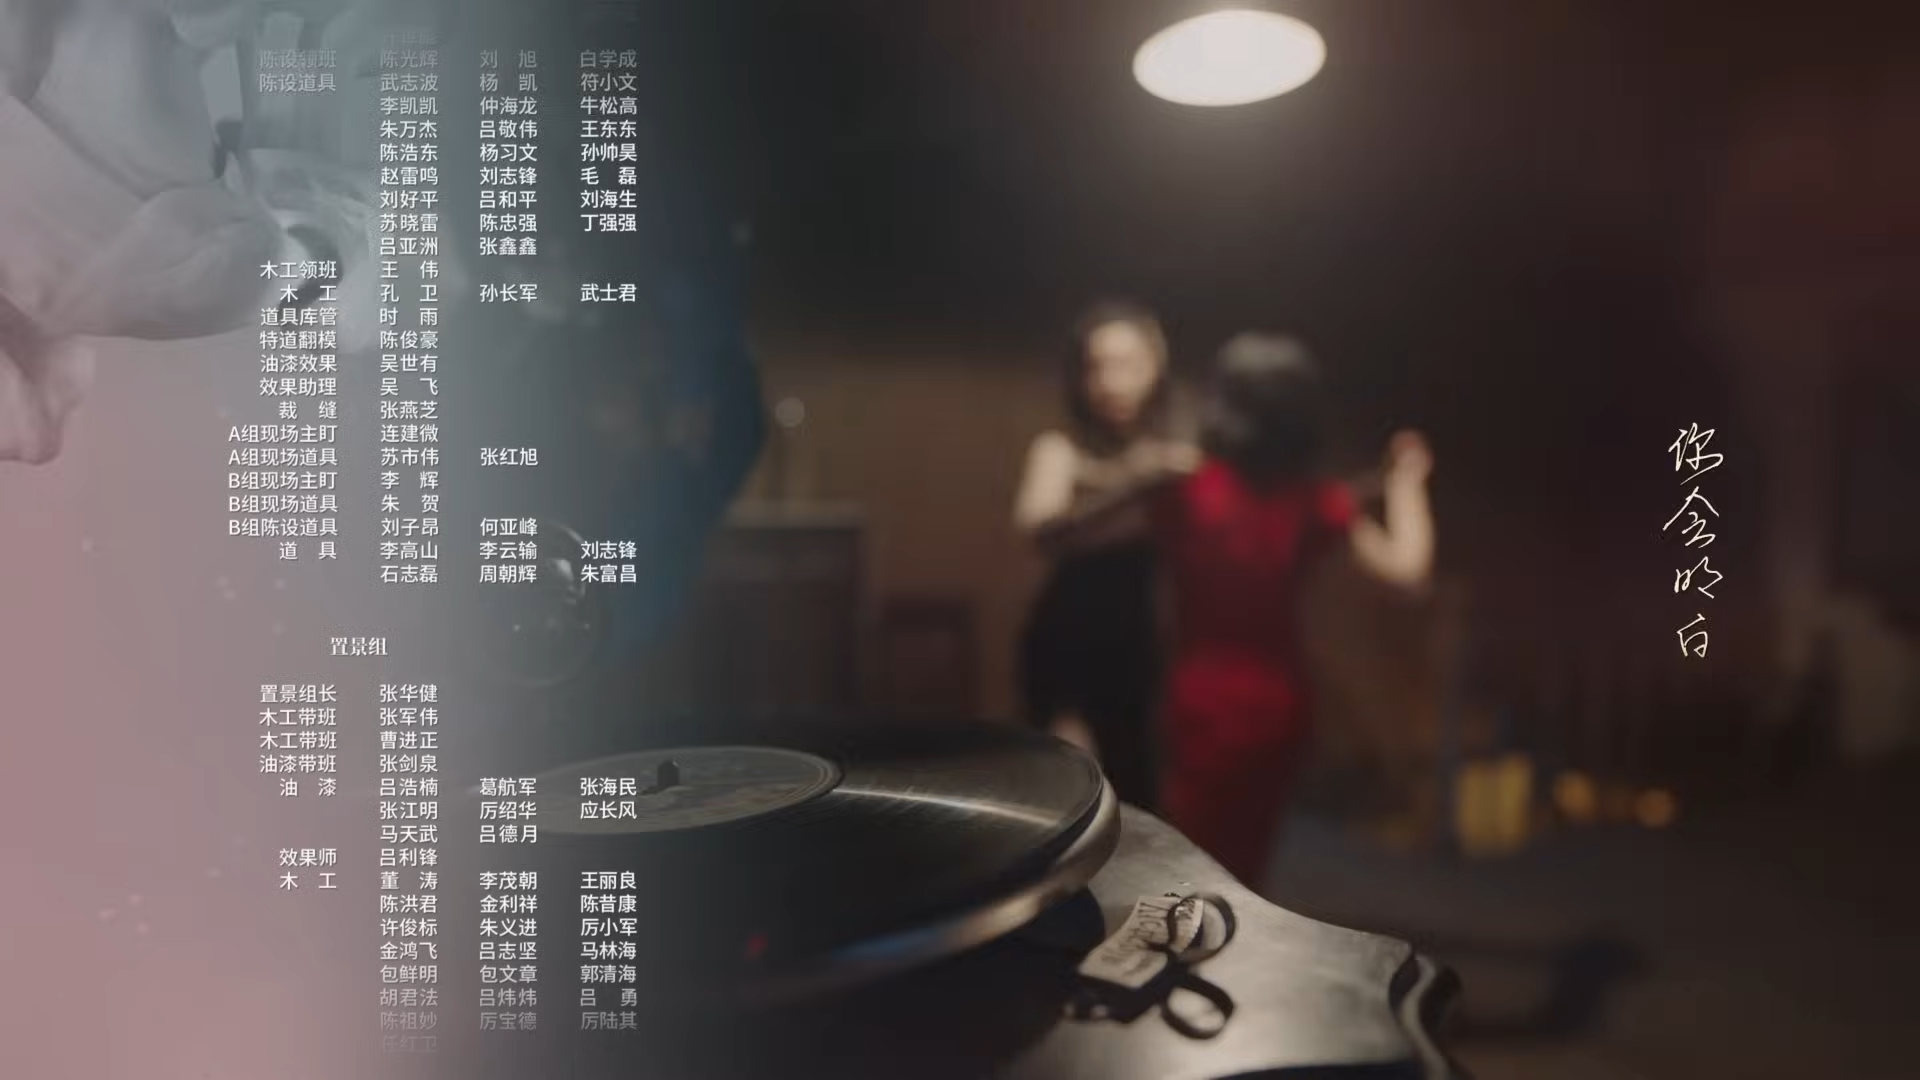 陈设领班 陈光辉 刘 旭 白学成
陈设道具 武志波 杨 凯 符小文
李凯凯 仲海龙 牛松高
朱万杰 吕敬伟 王东东
陈浩东 杨习文 孙帅昊
赵雷鸣 刘志锋 毛 磊
刘好平 吕和平 刘海生
苏晓雷 陈忠强 丁强强
吕亚洲 张鑫鑫
木工领班 王 伟
木 工 孔 卫 孙长军 武士君
道具库管 时 雨
特道翻模 陈俊豪
油漆效果 吴世有
效果助理 吴 飞
裁 缝 张燕芝
A组现场主盯 连建微
A组现场道具 苏市伟 张红旭
B组现场主盯 李 辉
B组现场道具 朱 贺
B组陈设道具 刘子昂 何亚峰
道 具 李高山 李云输 刘志锋
石志磊 周朝辉 朱富昌
置景组
置景组长 张华健
木工带班 张军伟
木工带班 曹进正
油漆带班 张剑泉
油 漆 吕浩楠 葛航军 张海民
张江明 厉绍华 应长风
马天武 吕德月
效果师 吕利锋
木 工 董 涛 李茂朝 王丽良
陈洪君 金利祥 陈昔康
许俊标 朱义进 厉小军
金鸿飞 吕志坚 马林海
包鲜明 包文章 郭清海
胡君法 吕炜炜 吕 勇
陈祖妙 厉宝德 厉陆其
任红卫
你会明白